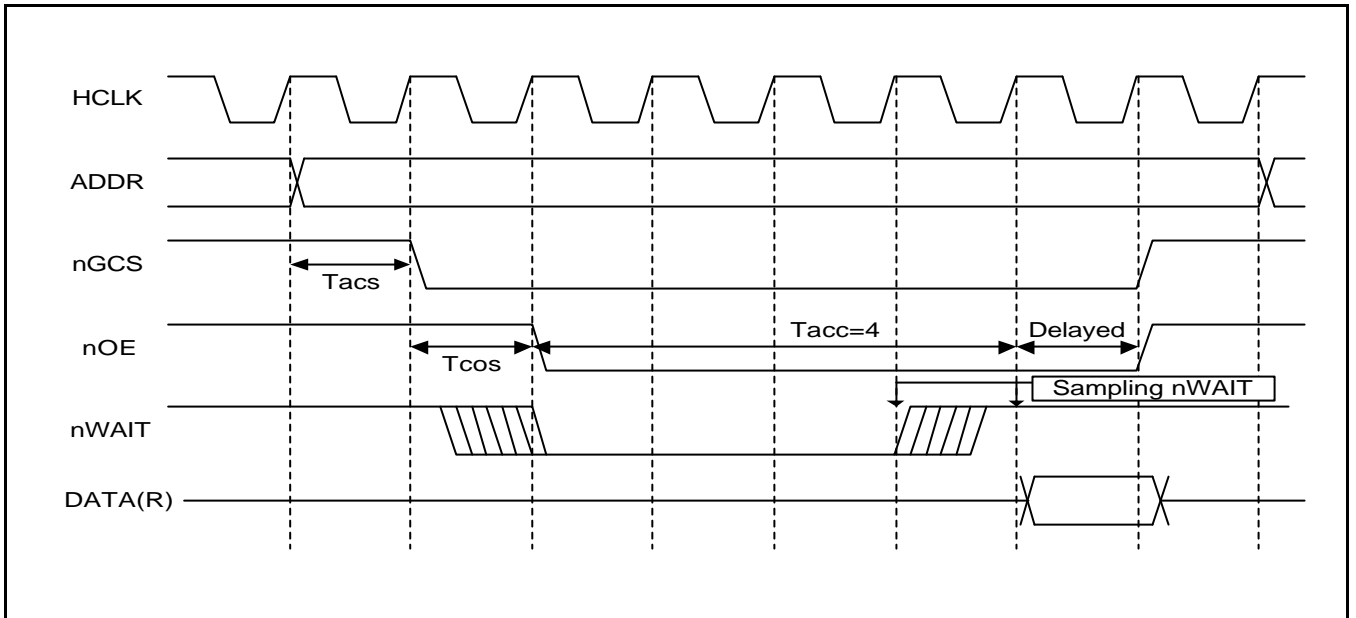 HCLK
ADDR
nGCS
Tacs
nOE
Tcos
Tacc=4
Delayed
Sampling nWAIT
nWAIT
DATA(R)